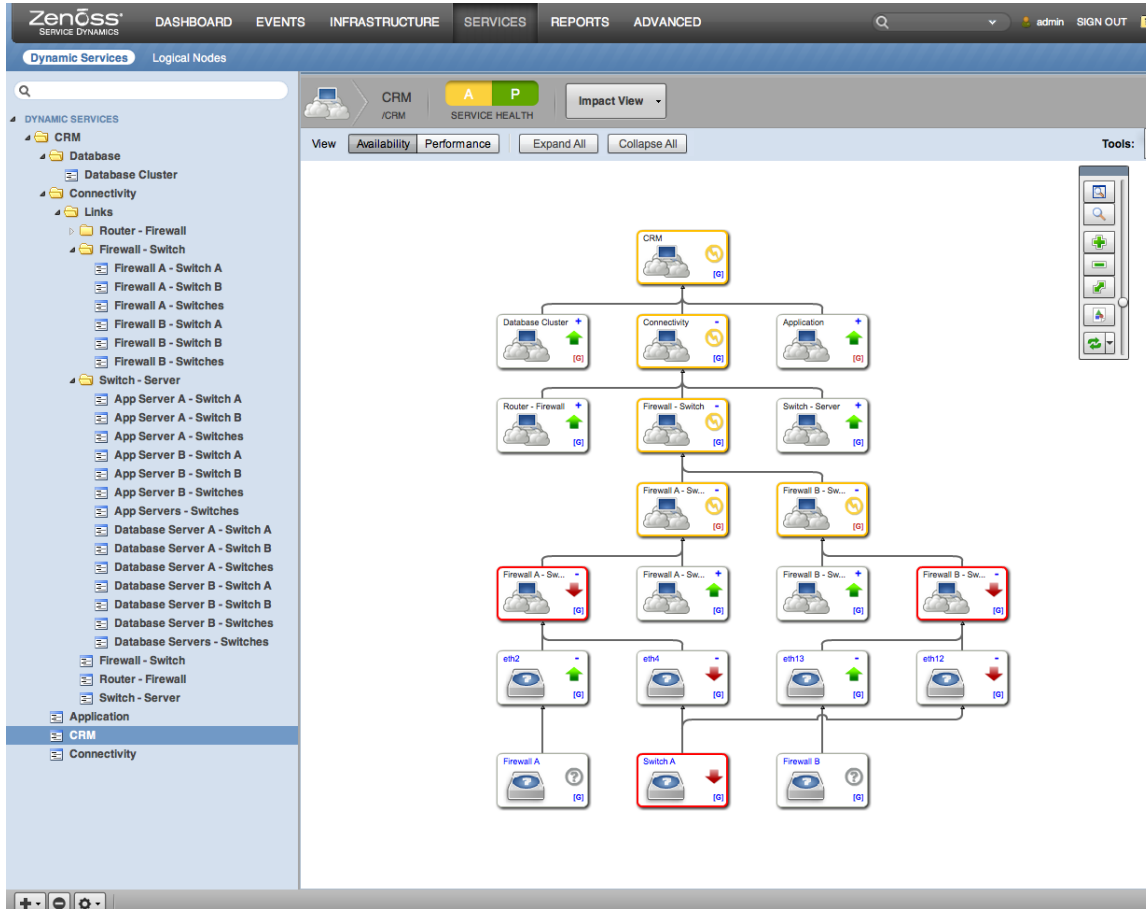 Zenoss
SERVICE DYNAMICS
DASHBOARD EVENTS INFRASTRUCTURE SERVICES REPORTS ADVANCED admin SIGN OUT
Dynamic Services Logical Nodes
DYNAMIC SERVICES
CRM
Database
Database Cluster
Connectivity
Links
Router - Firewall
Firewall - Switch
Firewall A - Switch A
Firewall A - Switch B
Firewall A - Switches
Firewall B - Switch A
Firewall B - Switch B
Firewall B - Switches
Switch - Server
App Server A - Switch A
App Server A - Switch B
App Server A - Switches
App Server B - Switch A
App Server B - Switch B
App Server B - Switches
App Servers - Switches
Database Server A - Switch A
Database Server A - Switch B
Database Server A - Switches
Database Server B - Switch A
Database Server B - Switch B
Database Server B - Switches
Database Servers - Switches
Firewall - Switch
Router - Firewall
Switch - Server
Application
CRM
Connectivity
CRM
/CRM
A P
SERVICE HEALTH
Impact View
View Availability Performance Expand All Collapse All Tools:
CRM
[G]
Database Cluster + Connectivity - Application +
[G] [G] [G]
Router - Firewall + Firewall - Switch - Switch - Server +
[G] [G] [G]
Firewall A - Sw... - Firewall B - Sw... -
[G] [G]
Firewall A - Sw... - Firewall A - Sw... + Firewall B - Sw... + Firewall B - Sw... -
[G] [G] [G] [G]
eth2 - eth4 - eth13 - eth12 -
? ? ? ?
[G] [G] [G] [G]
Firewall A Switch A Firewall B
? ? ? ? ?
[G] [G] [G]